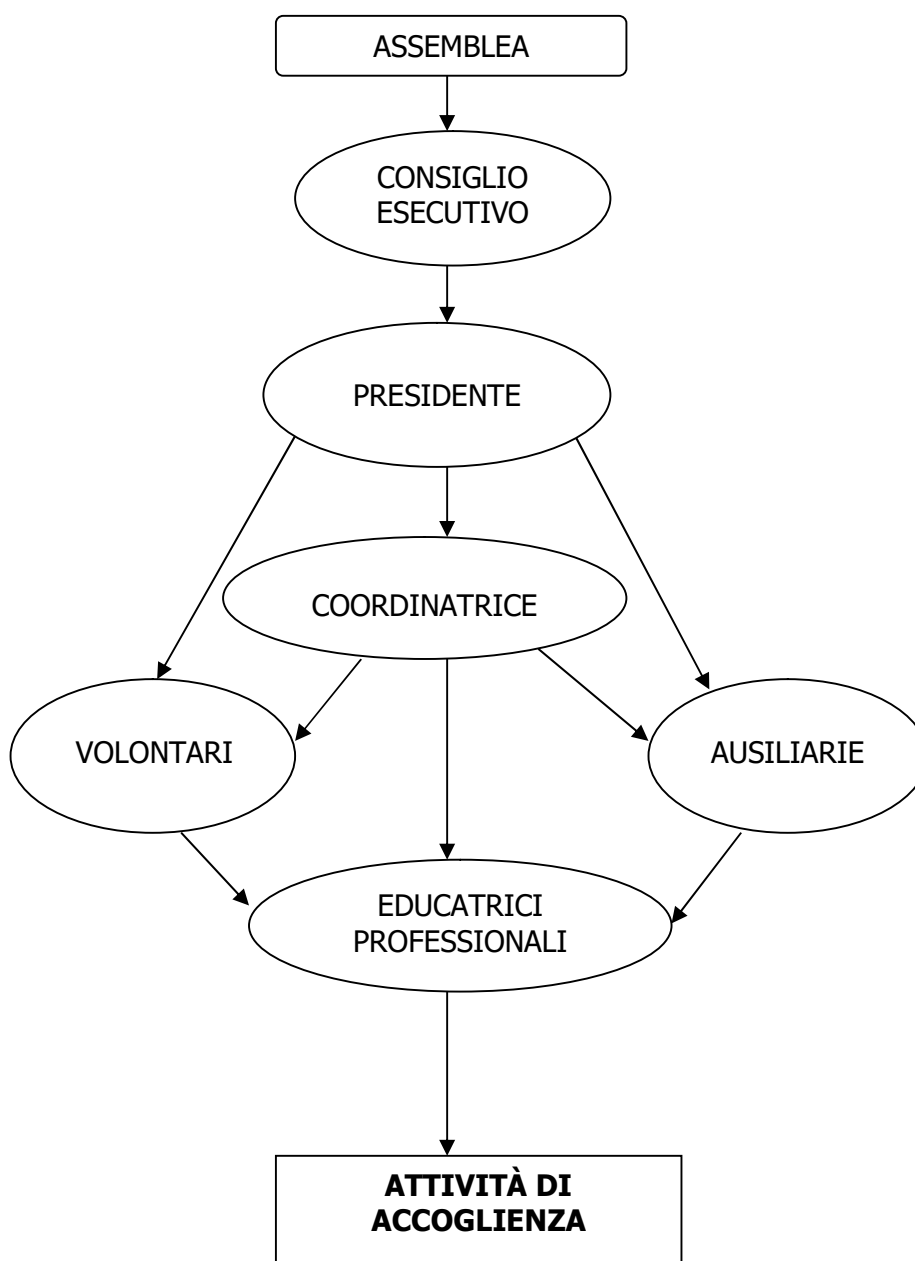 ASSEMBLEA
CONSIGLIO
ESECUTIVO
PRESIDENTE
COORDINATRICE
VOLONTARI
AUSILIARIE
EDUCATRICI
PROFESSIONALI
ATTIVITÀ DI
ACCOGLIENZA